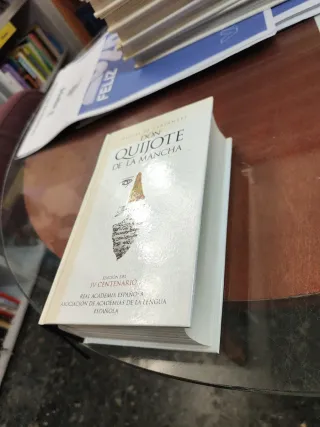 FELIZ
DON
QUIJOTE
DE LA MANCHA
EDICIÓN DEL
IV CENTENARIO
REAL ACADEMIA ESPAÑOLA
ASOCIACIÓN DE ACADEMIAS DE LA LENGUA
ESPAÑOLA